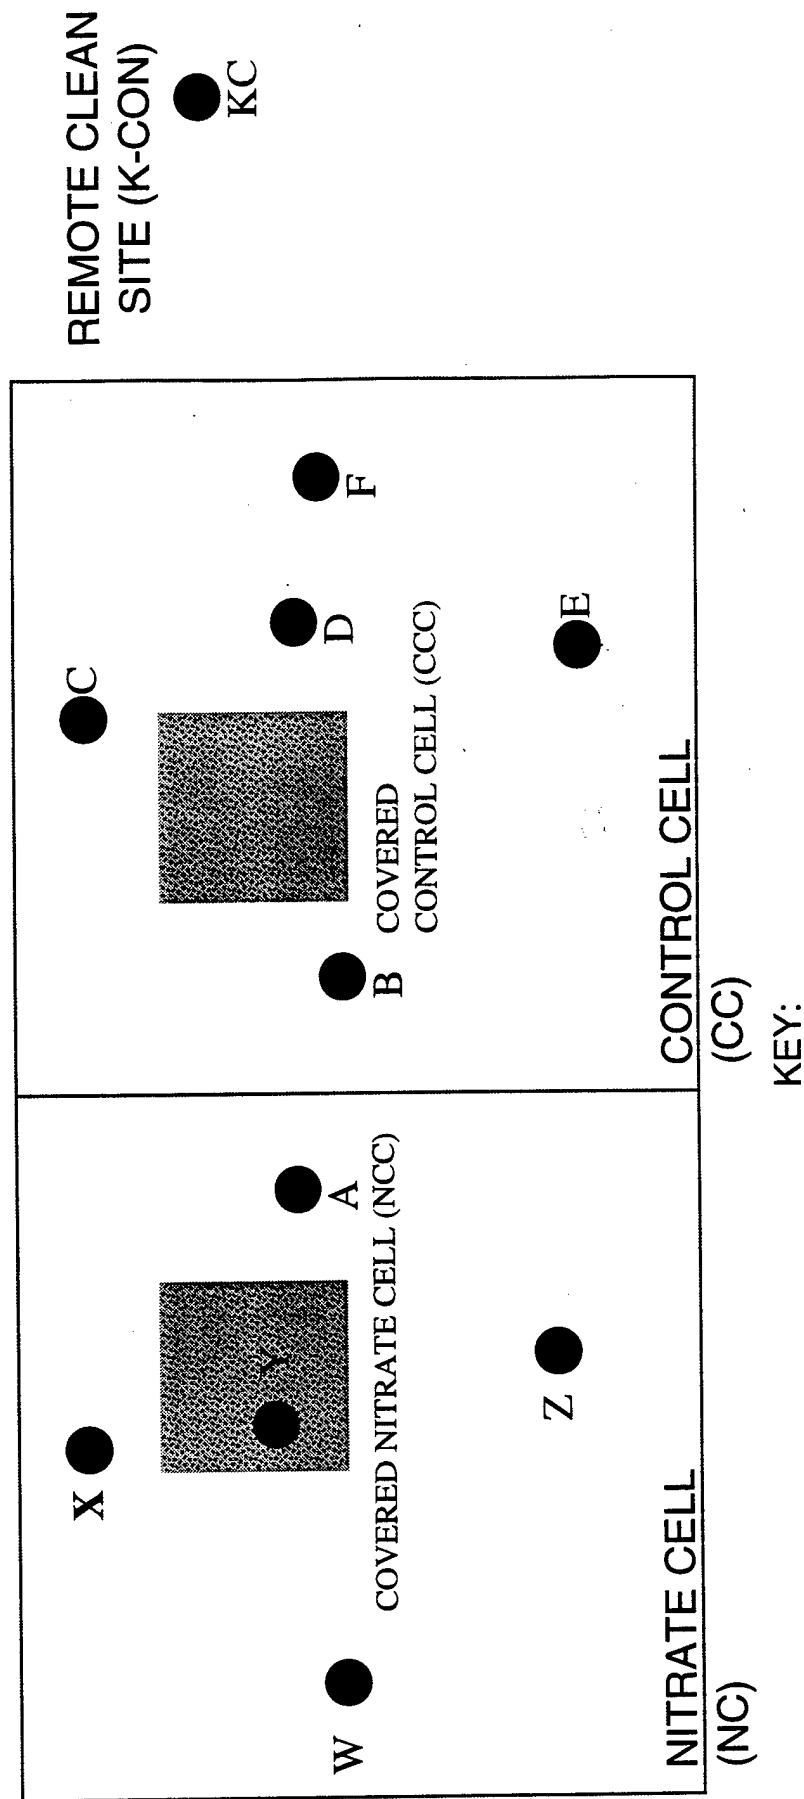 REMOTE CLEAN
SITE (K-CON)
KC
X
C
Y
A
D
F
W
B
COVERED NITRATE CELL (NCC)
COVERED
CONTROL CELL (CCC)
Z
E
NITRATE CELL
(NC)
CONTROL CELL
(CC)
KEY: